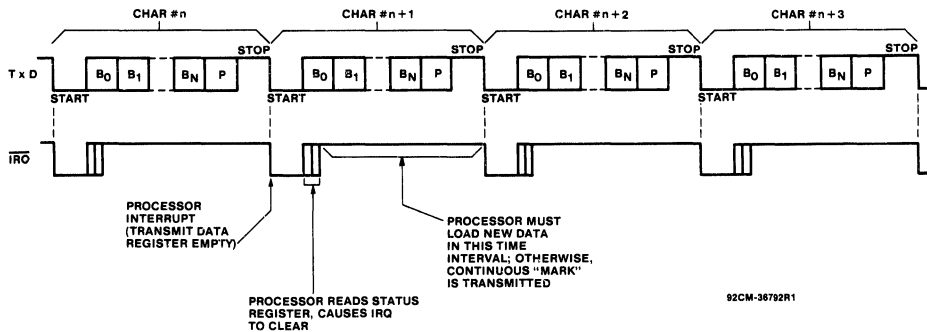 CHAR #n CHAR #n+1 CHAR #n+2 CHAR #n+3
STOP STOP STOP STOP
T x D B0 B1 BN P B0 B1 BN P B0 B1 BN P B0 B1 BN P
START START START START
IRQ
PROCESSOR
INTERRUPT
(TRANSMIT DATA
REGISTER EMPTY)
PROCESSOR READS STATUS
REGISTER, CAUSES IRQ
TO CLEAR
PROCESSOR MUST
LOAD NEW DATA
IN THIS TIME
INTERVAL; OTHERWISE,
CONTINUOUS "MARK"
IS TRANSMITTED
92CM-36792R1